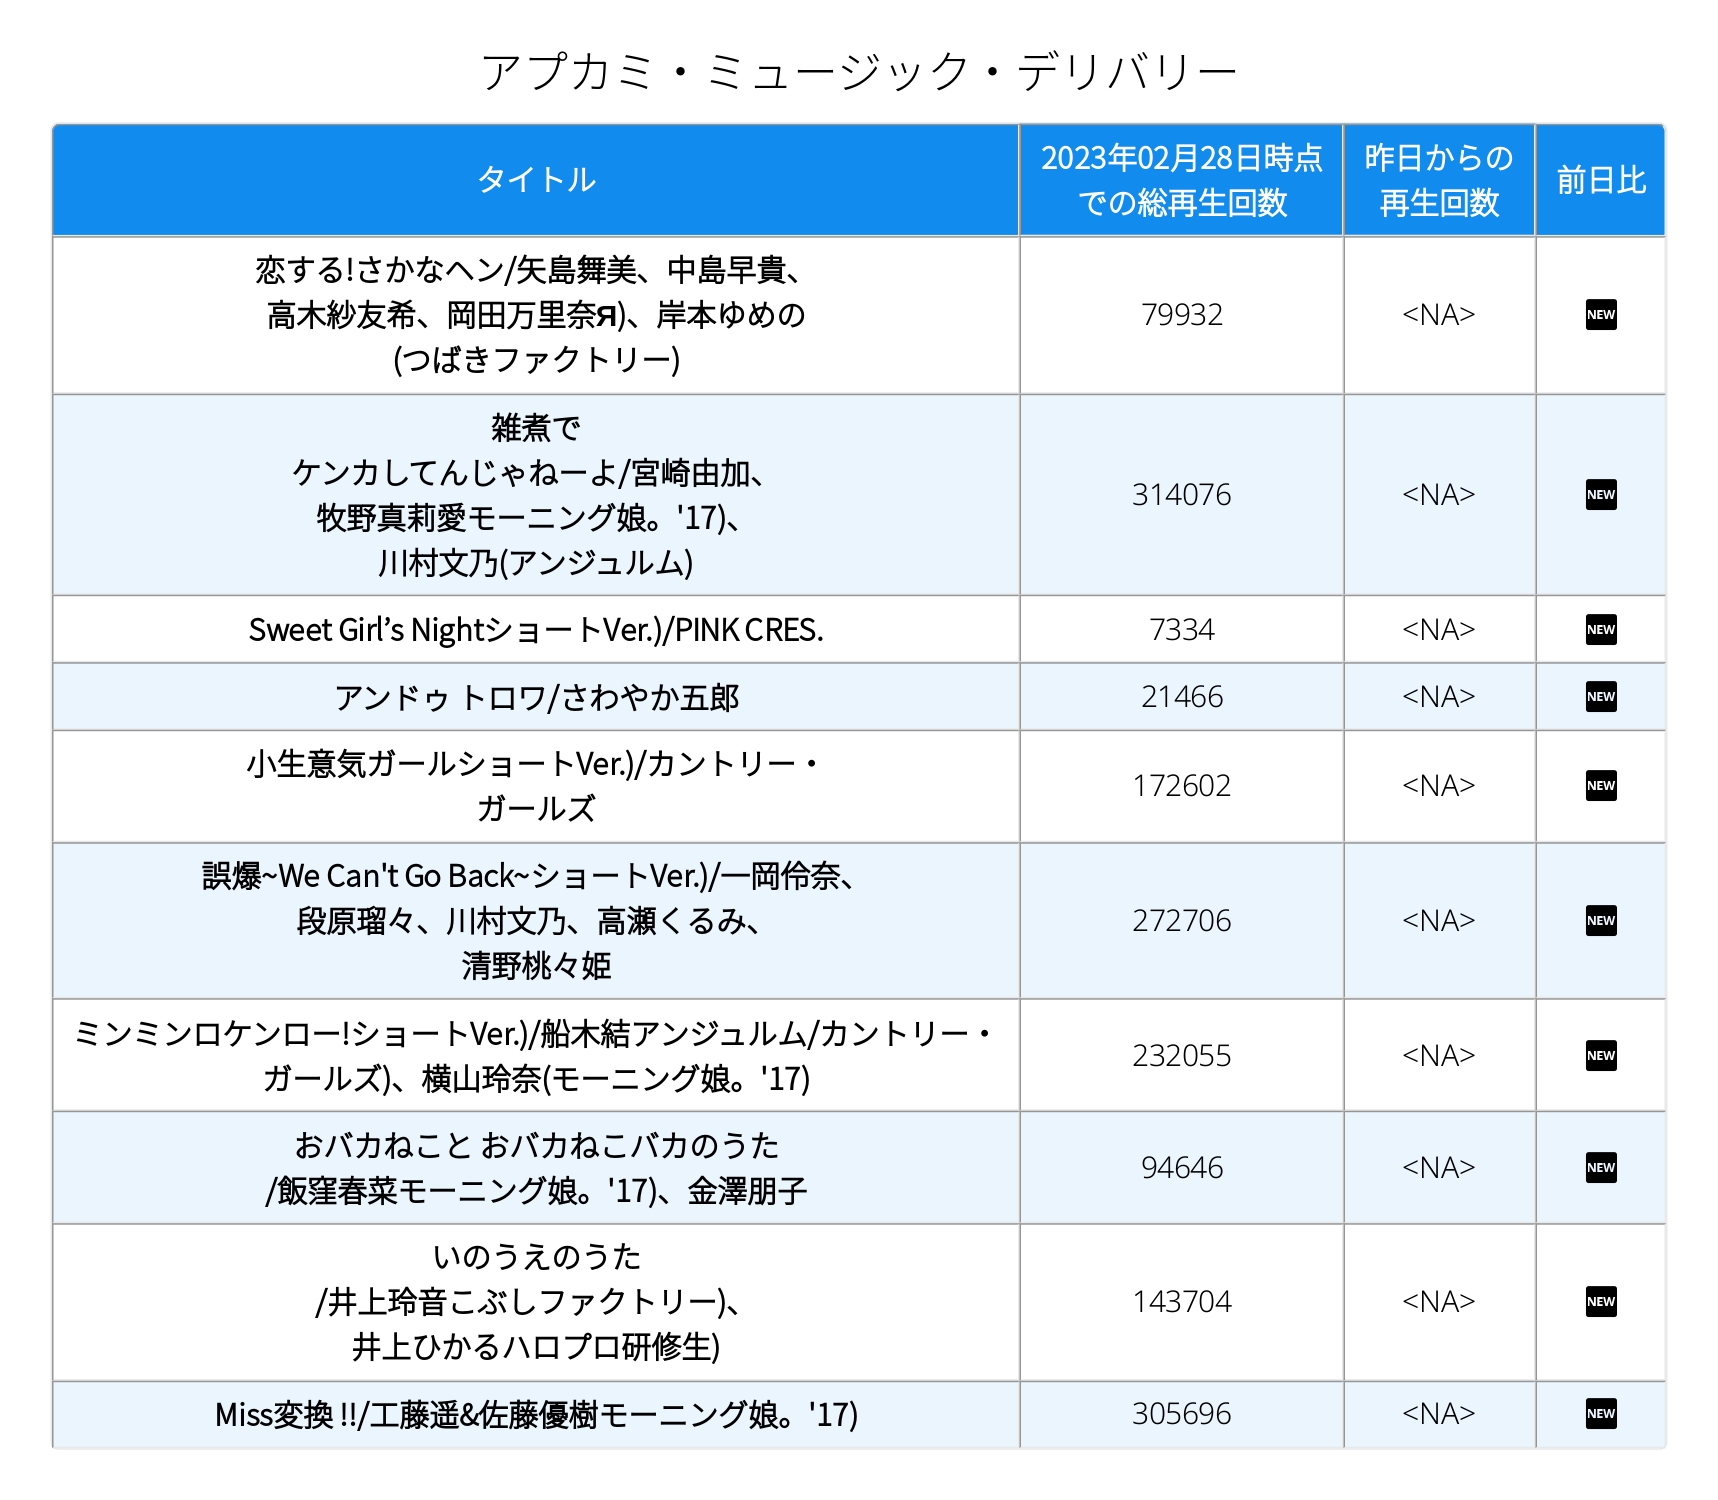 アプカミ・ミュージック・デリバリー
タイトル
2023年02月28日時点
での総再生回数
昨日からの
再生回数
前日比
恋する!さかなヘン/矢島舞美、中島早貴、
高木紗友希、岡田万里奈Я)、岸本ゆめの
(つばきファクトリー)
79932
<NA>
NEW
雑煮で
ケンカしてんじゃねーよ/宮崎由加、
牧野真莉愛モーニング娘。'17)、
川村文乃(アンジュルム)
314076
<NA>
NEW
Sweet Girl’s NightショートVer.)/PINK CRES.
7334
<NA>
NEW
アンドゥ トロワ/さわやか五郎
21466
<NA>
NEW
小生意気ガールショートVer.)/カントリー・
ガールズ
172602
<NA>
NEW
誤爆~We Can't Go Back~ショートVer.)/一岡伶奈、
段原瑠々、川村文乃、高瀬くるみ、
清野桃々姫
272706
<NA>
NEW
ミンミンロケンロー!ショートVer.)/船木結アンジュルム/カントリー・
ガールズ)、横山玲奈(モーニング娘。'17)
232055
<NA>
NEW
おバカねこと おバカねこバカのうた
/飯窪春菜モーニング娘。'17)、金澤朋子
94646
<NA>
NEW
いのうえのうた
/井上玲音こぶしファクトリー)、
井上ひかるハロプロ研修生)
143704
<NA>
NEW
Miss変換 !!/工藤遥&佐藤優樹モーニング娘。'17)
305696
<NA>
NEW